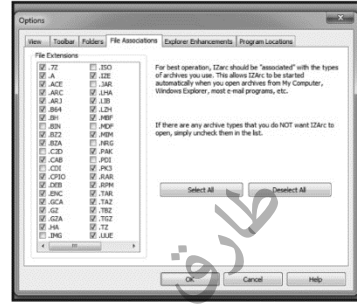 Options
View Toolbar Folders File Associations Explorer Enhancements Program Locations
File Extensions
.7Z .ISO
.A .IZE
.ACE .JAR
.ARC .LHA
.ARJ .LIB
.B64 .LZH
.BH .MBF
.BIN .MDF
.BZ2 .MIM
.BZA .NRG
.C2D .PAK
.CAB .PDI
.CDI .PK3
.CPIO .RAR
.DEB .RPM
.ENC .TAR
.GCA .TAZ
.GZ .TBZ
.GZA .TGZ
.HA .TZ
.IMG .UUE
For best operation, IZArc should be "associated" with the types
of archives you use. This allows IZArc to be started
automatically when you open archives from My Computer,
Windows Explorer, most e-mail programs, etc.
If there are any archive types that you do NOT want IZArc to
open, simply uncheck them in the list.
Select All Deselect All
طارق
OK Cancel Help